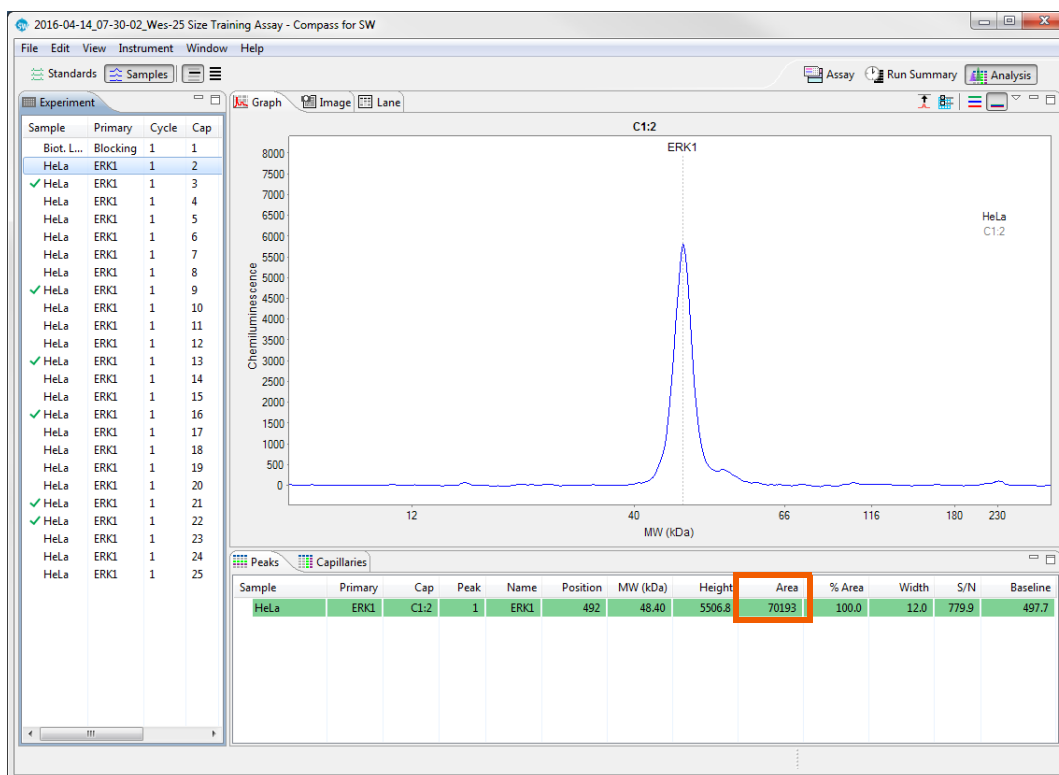 SW 2016-04-14_07-30-02_Wes-25 Size Training Assay - Compass for SW
File Edit View Instrument Window Help
Standards Samples Assay Run Summary Analysis
Experiment
Sample Primary Cycle Cap
Biot. L... Blocking 1 1
HeLa ERK1 1 2
HeLa ERK1 1 3
HeLa ERK1 1 4
HeLa ERK1 1 5
HeLa ERK1 1 6
HeLa ERK1 1 7
HeLa ERK1 1 8
HeLa ERK1 1 9
HeLa ERK1 1 10
HeLa ERK1 1 11
HeLa ERK1 1 12
HeLa ERK1 1 13
HeLa ERK1 1 14
HeLa ERK1 1 15
HeLa ERK1 1 16
HeLa ERK1 1 17
HeLa ERK1 1 18
HeLa ERK1 1 19
HeLa ERK1 1 20
HeLa ERK1 1 21
HeLa ERK1 1 22
HeLa ERK1 1 23
HeLa ERK1 1 24
HeLa ERK1 1 25
Graph Image Lane
C1:2
ERK1
HeLa
C1:2
Chemiluminescence
8000
7500
7000
6500
6000
5500
5000
4500
4000
3500
3000
2500
2000
1500
1000
500
0
12 40 66 116 180 230
MW (kDa)
Peaks Capillaries
Sample Primary Cap Peak Name Position MW (kDa) Height Area % Area Width S/N Baseline
HeLa ERK1 C1:2 1 ERK1 492 48.40 5506.8 70193 100.0 12.0 779.9 497.7